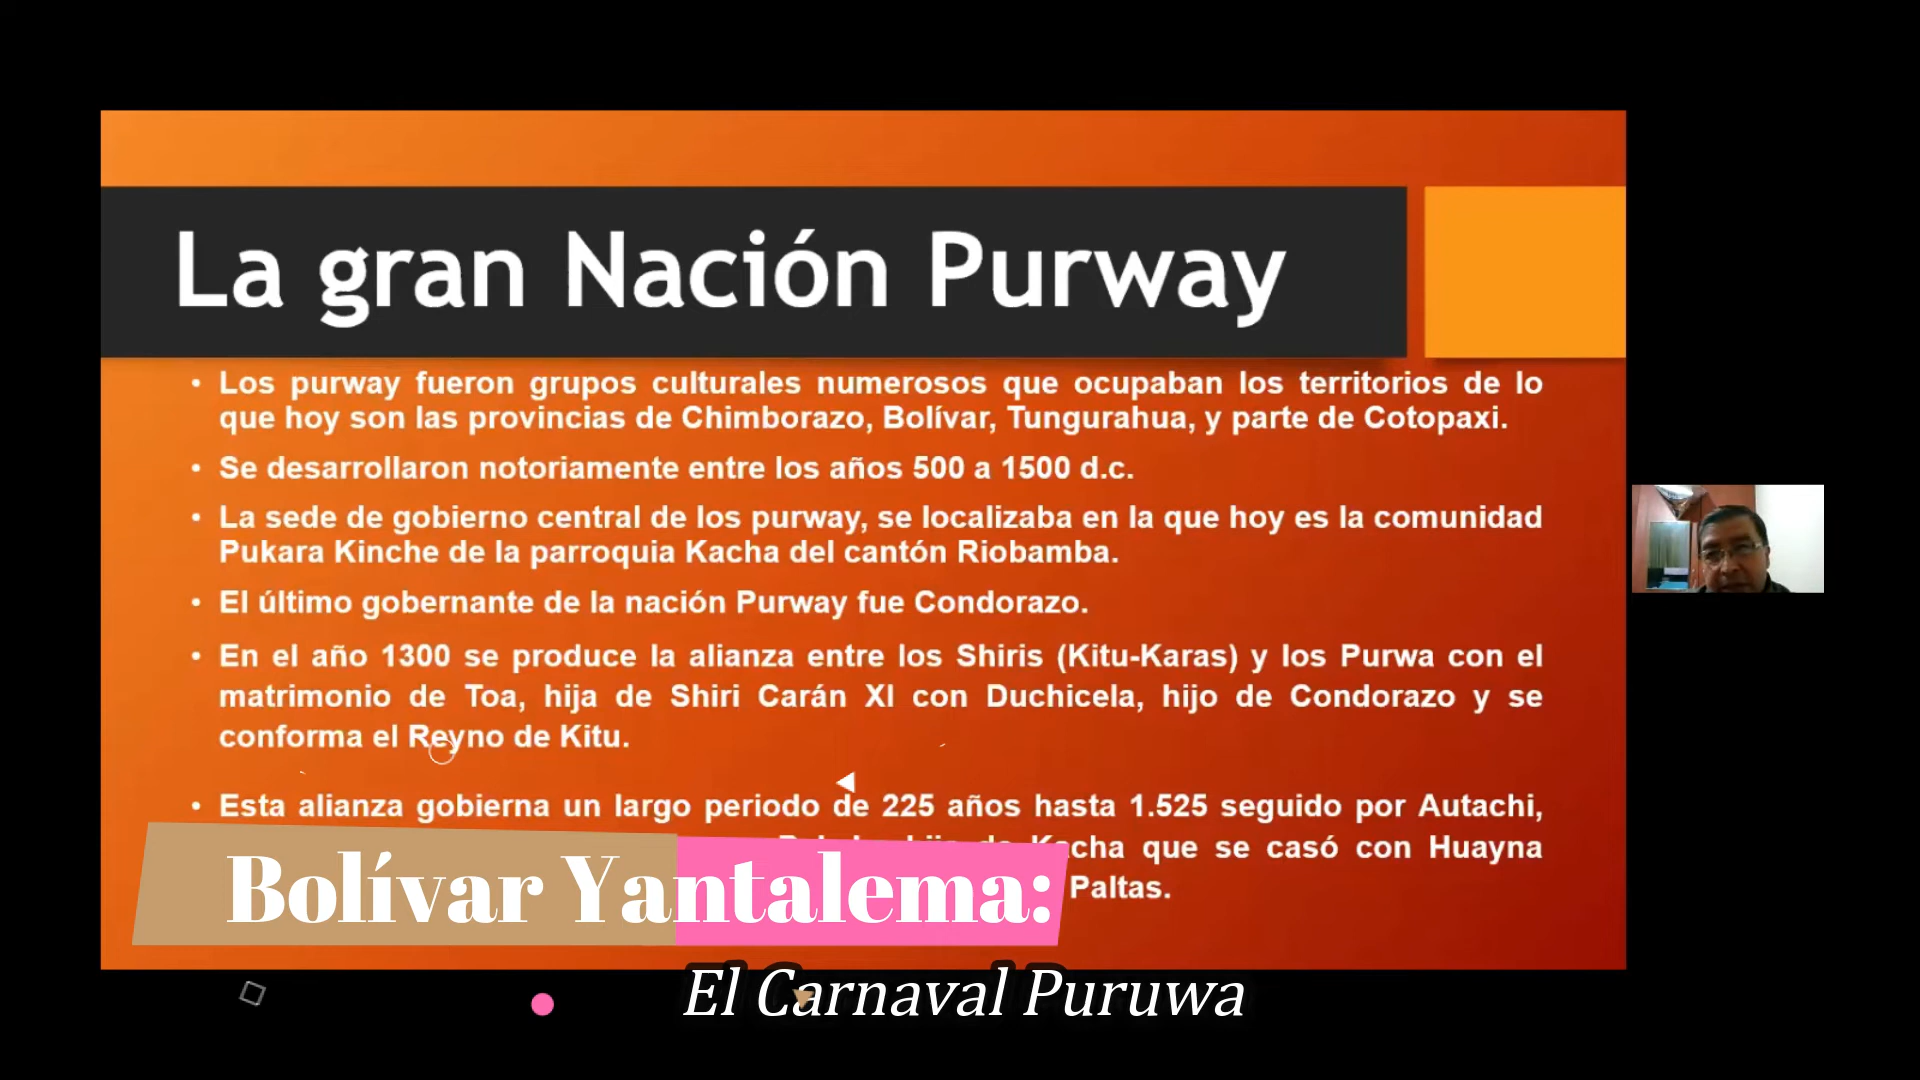 La gran Nación Purway
• Los purway fueron grupos culturales numerosos que ocupaban los territorios de lo
que hoy son las provincias de Chimborazo, Bolívar, Tungurahua, y parte de Cotopaxi.
• Se desarrollaron notoriamente entre los años 500 a 1500 d.c.
• La sede de gobierno central de los purway, se localizaba en la que hoy es la comunidad
Pukara Kinche de la parroquia Kacha del cantón Riobamba.
• El último gobernante de la nación Purway fue Condorazo.
• En el año 1300 se produce la alianza entre los Shiris (Kitu-Karas) y los Purwa con el
matrimonio de Toa, hija de Shiri Carán XI con Duchicela, hijo de Condorazo y se
conforma el Reyno de Kitu.
• Esta alianza gobierna un largo periodo de 225 años hasta 1.525 seguido por Autachi,
de Kacha que se casó con Huayna
Paltas.
Bolívar Yantalema:
El Carnaval Puruwa